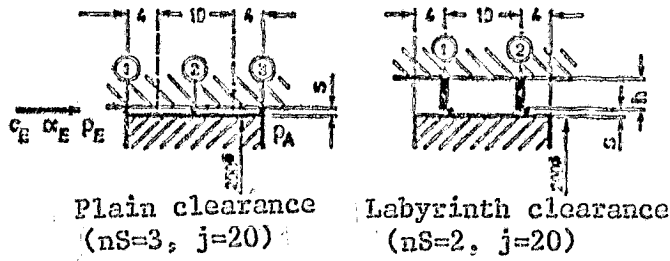 4 10 4 4 10 4
1 2 3 1 2
s h
c_E α_E p_E p_A s
Plain clearance Labyrinth clearance
(nS=3, j=20) (nS=2, j=20)